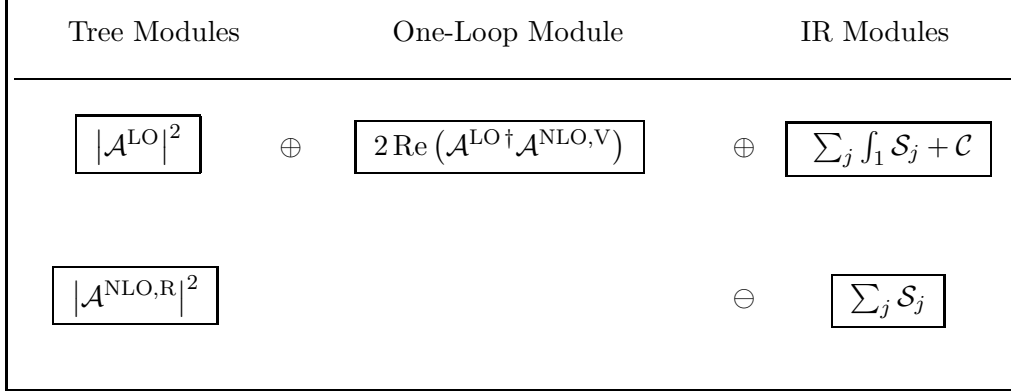 Tree Modules One-Loop Module IR Modules
|𝒜^LO|^2 ⊕ 2 Re (𝒜^LO † 𝒜^NLO,V) ⊕ ∑_j ∫_1 𝒮_j + 𝒞
|𝒜^NLO,R|^2 ⊖ ∑_j 𝒮_j